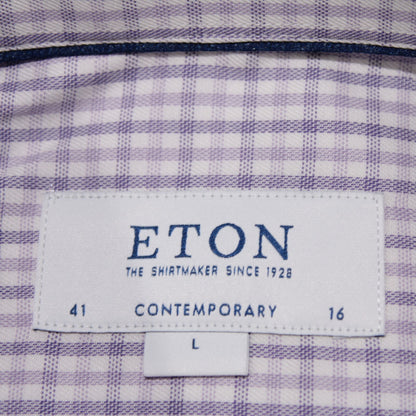 ETON
THE SHIRTMAKER SINCE 1928
41 CONTEMPORARY 16
L